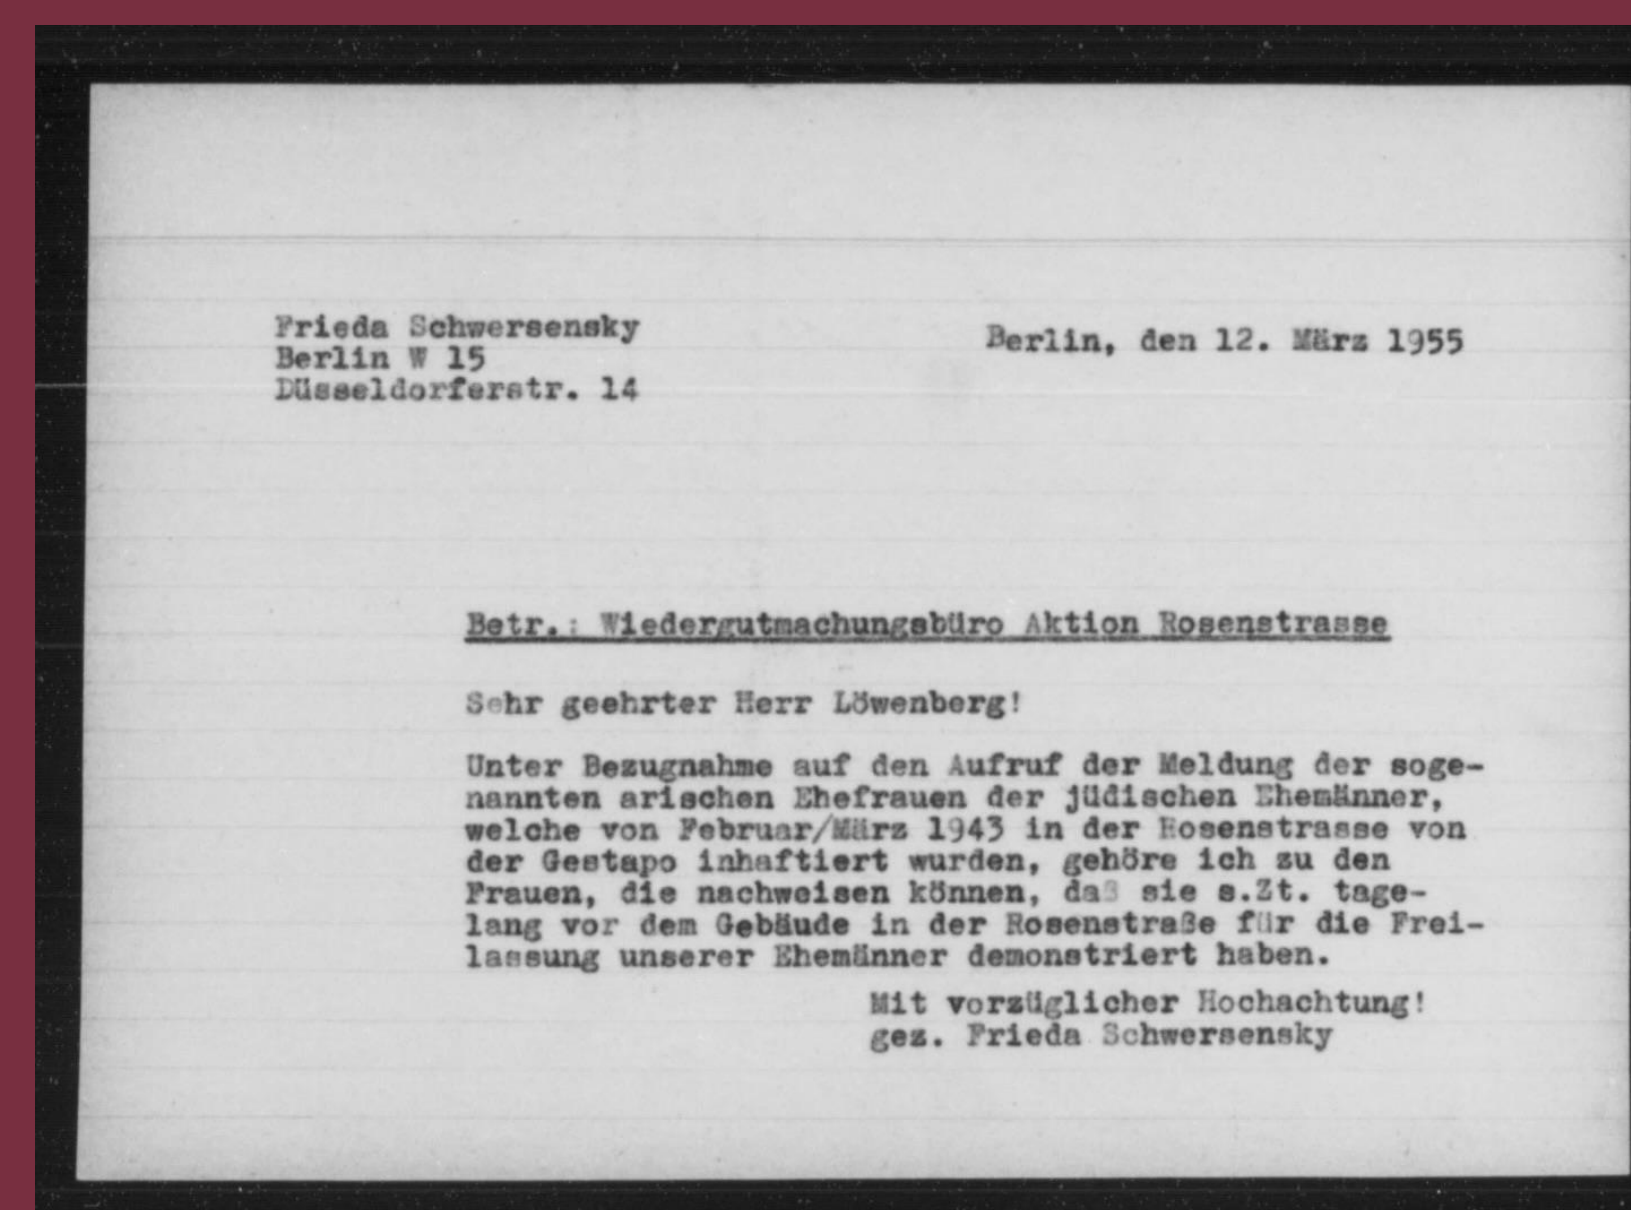 Frieda Schwersensky
Berlin W 15
Düsseldorferstr. 14
Berlin, den 12. März 1955
Betr.: Wiedergutmachungsbüro Aktion Rosenstrasse
Sehr geehrter Herr Löwenberg!
Unter Bezugnahme auf den Aufruf der Meldung der soge-
nannten arischen Ehefrauen der jüdischen Ehemänner,
welche von Februar/März 1943 in der Rosenstrasse von
der Gestapo inhaftiert wurden, gehöre ich zu den
Frauen, die nachweisen können, daß sie s.Zt. tage-
lang vor dem Gebäude in der Rosenstraße für die Frei-
lassung unserer Ehemänner demonstriert haben.
Mit vorzüglicher Hochachtung!
gez. Frieda Schwersensky